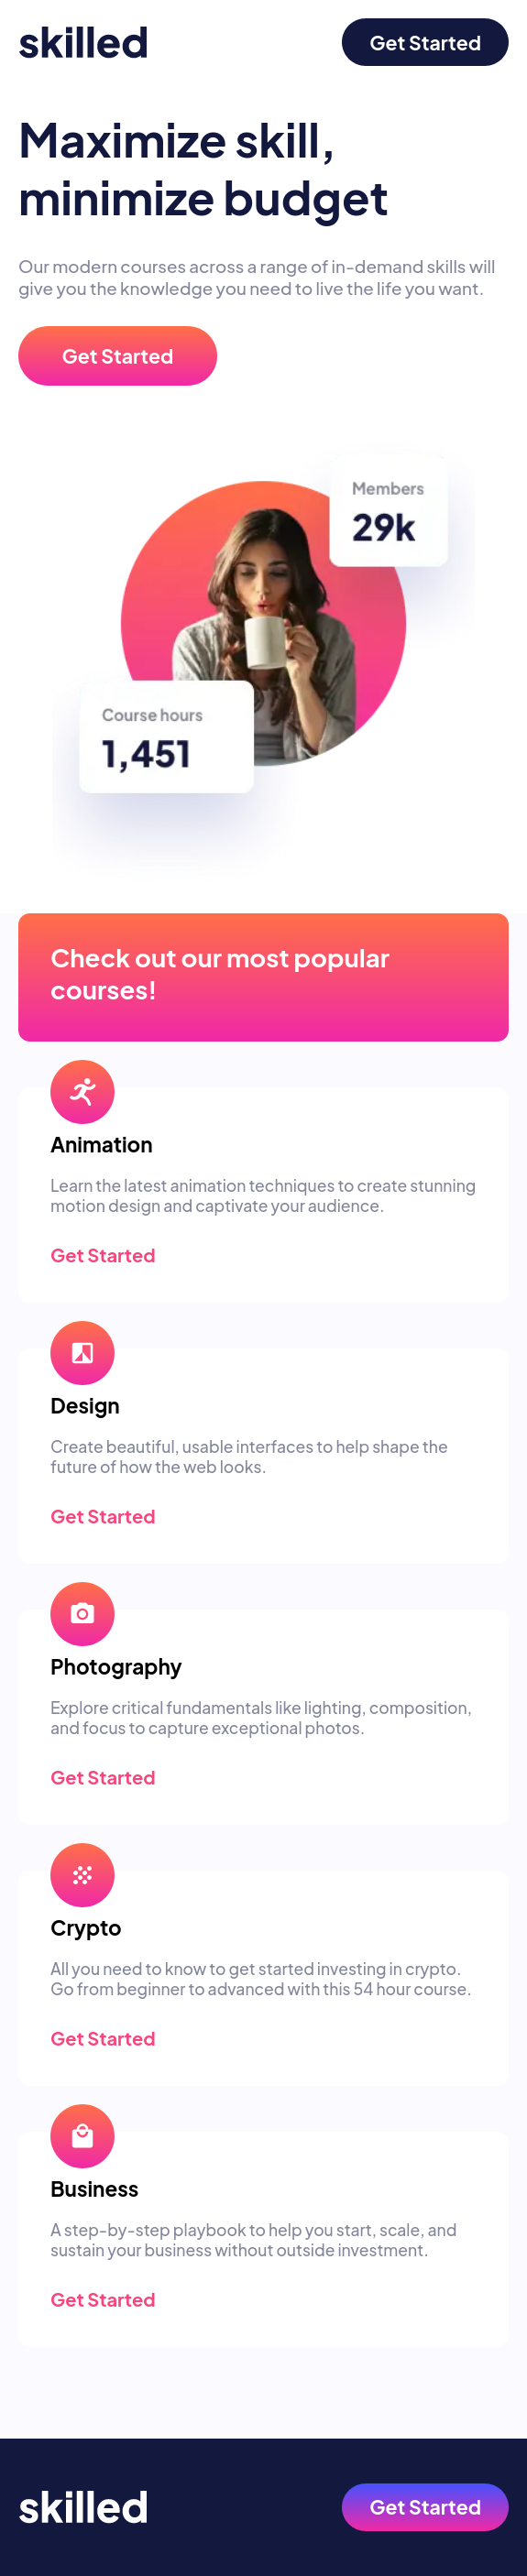 skilled
Get Started
Maximize skill,
minimize budget
Our modern courses across a range of in-demand skills will
give you the knowledge you need to live the life you want.
Get Started
Members
29k
Course hours
1,451
Check out our most popular
courses!
Animation
Learn the latest animation techniques to create stunning
motion design and captivate your audience.
Get Started
Design
Create beautiful, usable interfaces to help shape the
future of how the web looks.
Get Started
Photography
Explore critical fundamentals like lighting, composition,
and focus to capture exceptional photos.
Get Started
Crypto
All you need to know to get started investing in crypto.
Go from beginner to advanced with this 54 hour course.
Get Started
Business
A step-by-step playbook to help you start, scale, and
sustain your business without outside investment.
Get Started
skilled
Get Started